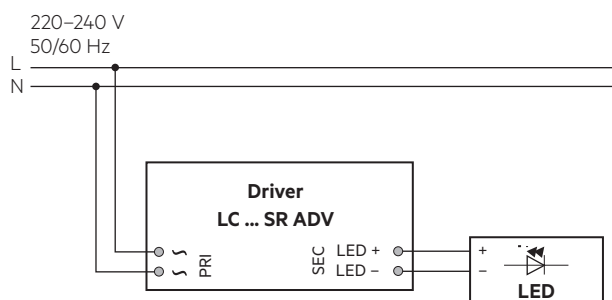 220–240 V
50/60 Hz
L
N
Driver
LC ... SR ADV
~ PRI SEC LED + +
~ LED – –
LED